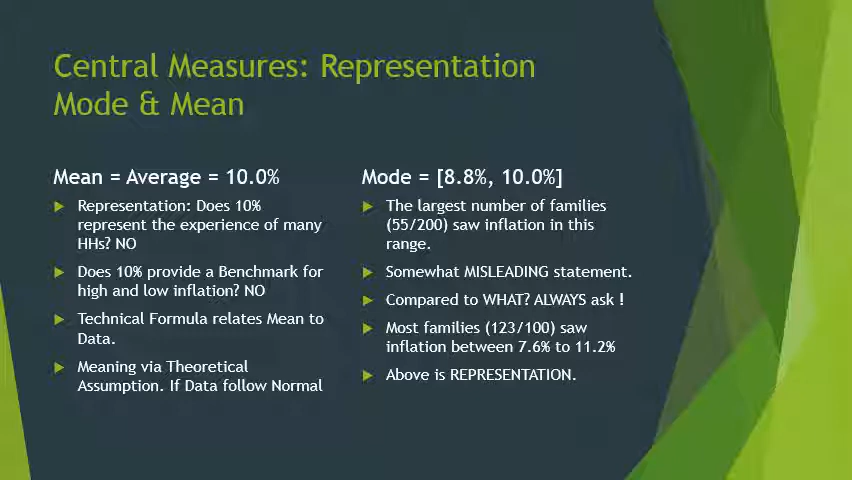 Central Measures: Representation
Mode & Mean
Mean = Average = 10.0%
Representation: Does 10%
represent the experience of many
HHs? NO
Does 10% provide a Benchmark for
high and low inflation? NO
Technical Formula relates Mean to
Data.
Meaning via Theoretical
Assumption. If Data follow Normal
Mode = [8.8%, 10.0%]
The largest number of families
(55/200) saw inflation in this
range.
Somewhat MISLEADING statement.
Compared to WHAT? ALWAYS ask !
Most families (123/100) saw
inflation between 7.6% to 11.2%
Above is REPRESENTATION.